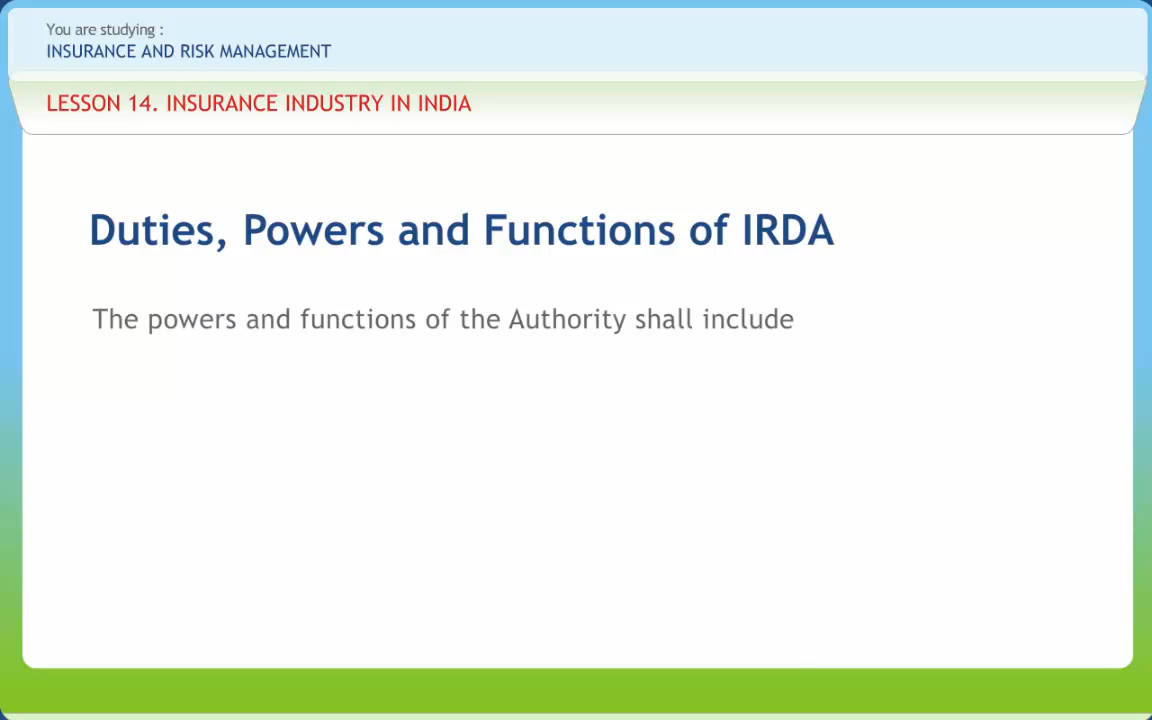 You are studying :
INSURANCE AND RISK MANAGEMENT
LESSON 14. INSURANCE INDUSTRY IN INDIA
Duties, Powers and Functions of IRDA
The powers and functions of the Authority shall include